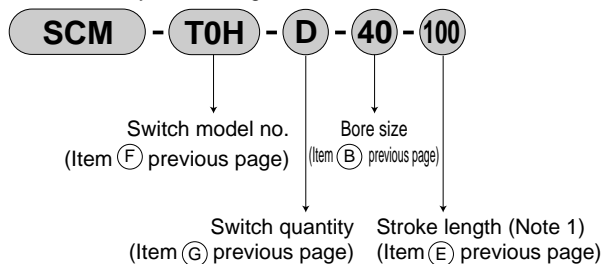 SCM - T0H - D - 40 - 100
Switch model no.
(Item F previous page)
Bore size
(Item B previous page)
Switch quantity
(Item G previous page)
Stroke length (Note 1)
(Item E previous page)